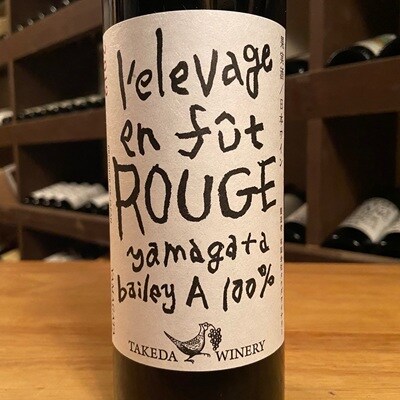 l'elevage
en fût
ROUGE
yamagata
bailey A 100%
TAKEDA WINERY